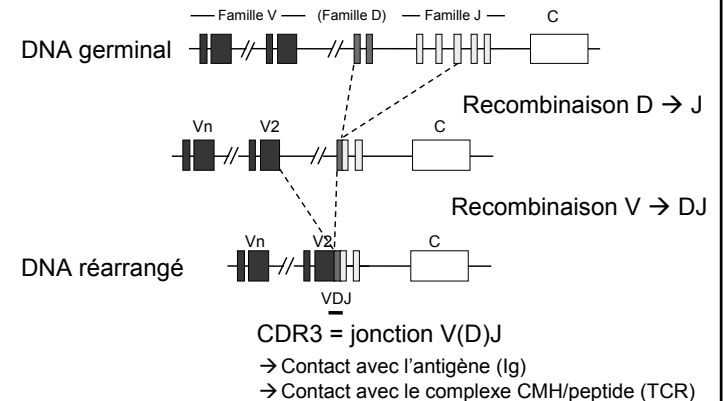 Famille V (Famille D) Famille J C
DNA germinal
Recombinaison D → J
Vn V2 C
Recombinaison V → DJ
Vn V2 C
DNA réarrangé
VDJ
CDR3 = jonction V(D)J
→ Contact avec l'antigène (Ig)
→ Contact avec le complexe CMH/peptide (TCR)